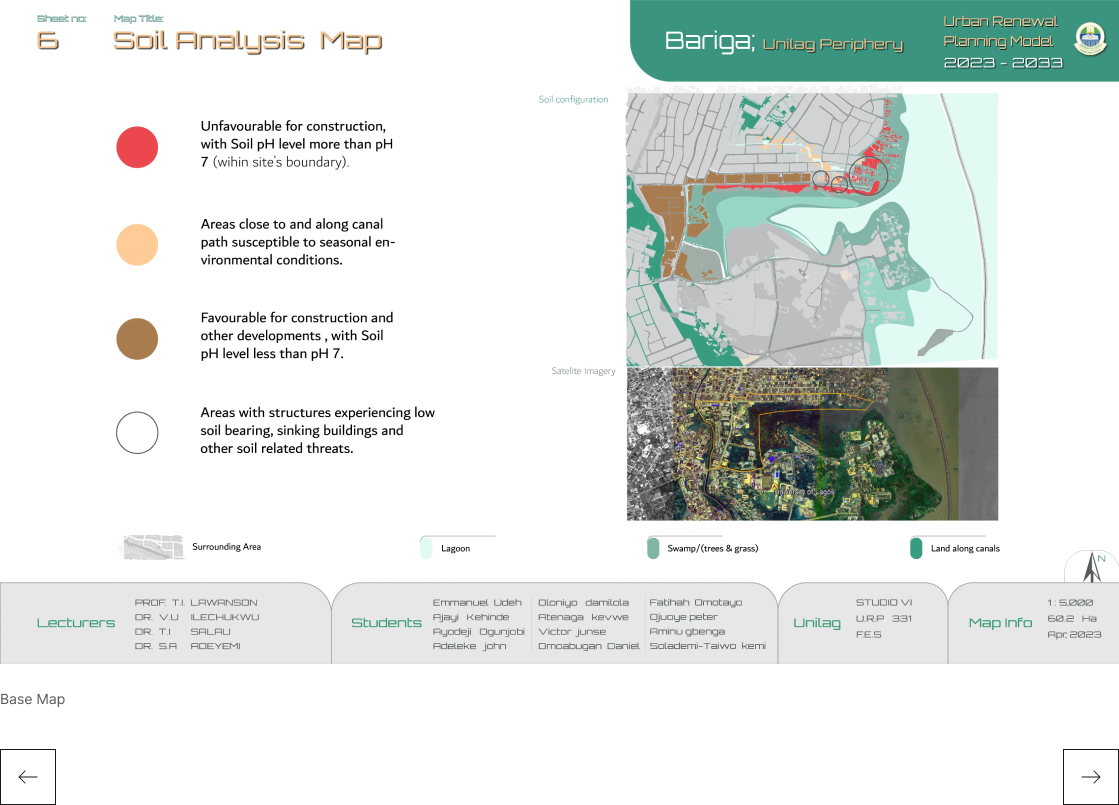 Sheet no:
Map Title:
6
Soil Analysis Map
Bariga; Unilag Periphery
Urban Renewal
Planning Model
2023 - 2033
Soil configuration
Unfavourable for construction,
with Soil pH level more than pH
7 (wihin site's boundary).
Areas close to and along canal
path susceptible to seasonal en-
vironmental conditions.
Favourable for construction and
other developments , with Soil
pH level less than pH 7.
Areas with structures experiencing low
soil bearing, sinking buildings and
other soil related threats.
Satelite Imagery
University of Lagos
Surrounding Area
Lagoon
Swamp/(trees & grass)
Land along canals
N
Lecturers
PROF. T.I. LAWANSON
DR. V.U ILECHUKWU
DR. T.I SALAU
DR. S.A ADEYEMI
Students
Emmanuel Udeh
Ajayi Kehinde
Ayodeji Ogunjobi
Adeleke john
Oloniyo damilola
Atenaga kevwe
Victor junse
Omoabugan Daniel
Fatihah Omotayo
Ojuoye peter
Aminu gbenga
Solademi-Taiwo kemi
Unilag
STUDIO VI
U.R.P 331
F.E.S
Map Info
1 : 5,000
60.2 Ha
Apr, 2023
Base Map